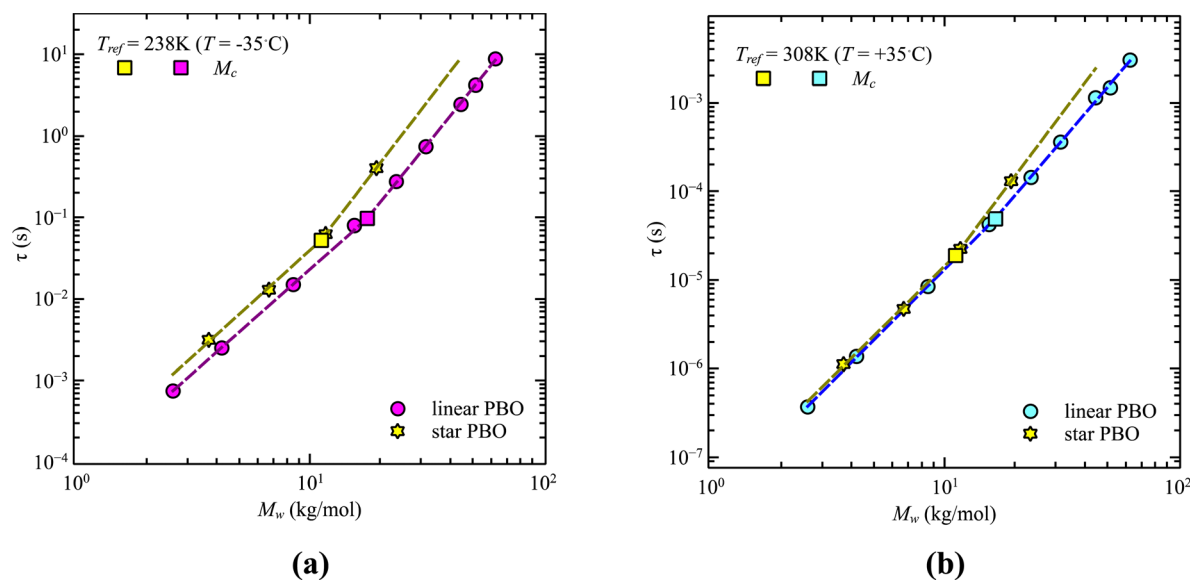 T_ref = 238K (T = -35°C)
M_c
10^1
10^0
10^-1
10^-2
10^-3
10^-4
τ (s)
linear PBO
star PBO
10^0
10^1
10^2
M_w (kg/mol)
(a)
T_ref = 308K (T = +35°C)
M_c
10^-3
10^-4
10^-5
10^-6
10^-7
τ (s)
linear PBO
star PBO
10^0
10^1
10^2
M_w (kg/mol)
(b)